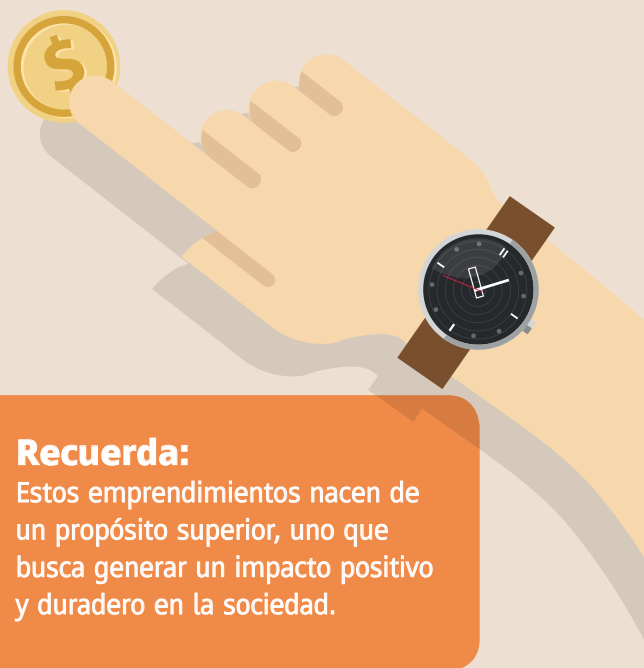 $
Recuerda:
Estos emprendimientos nacen de
un propósito superior, uno que
busca generar un impacto positivo
y duradero en la sociedad.